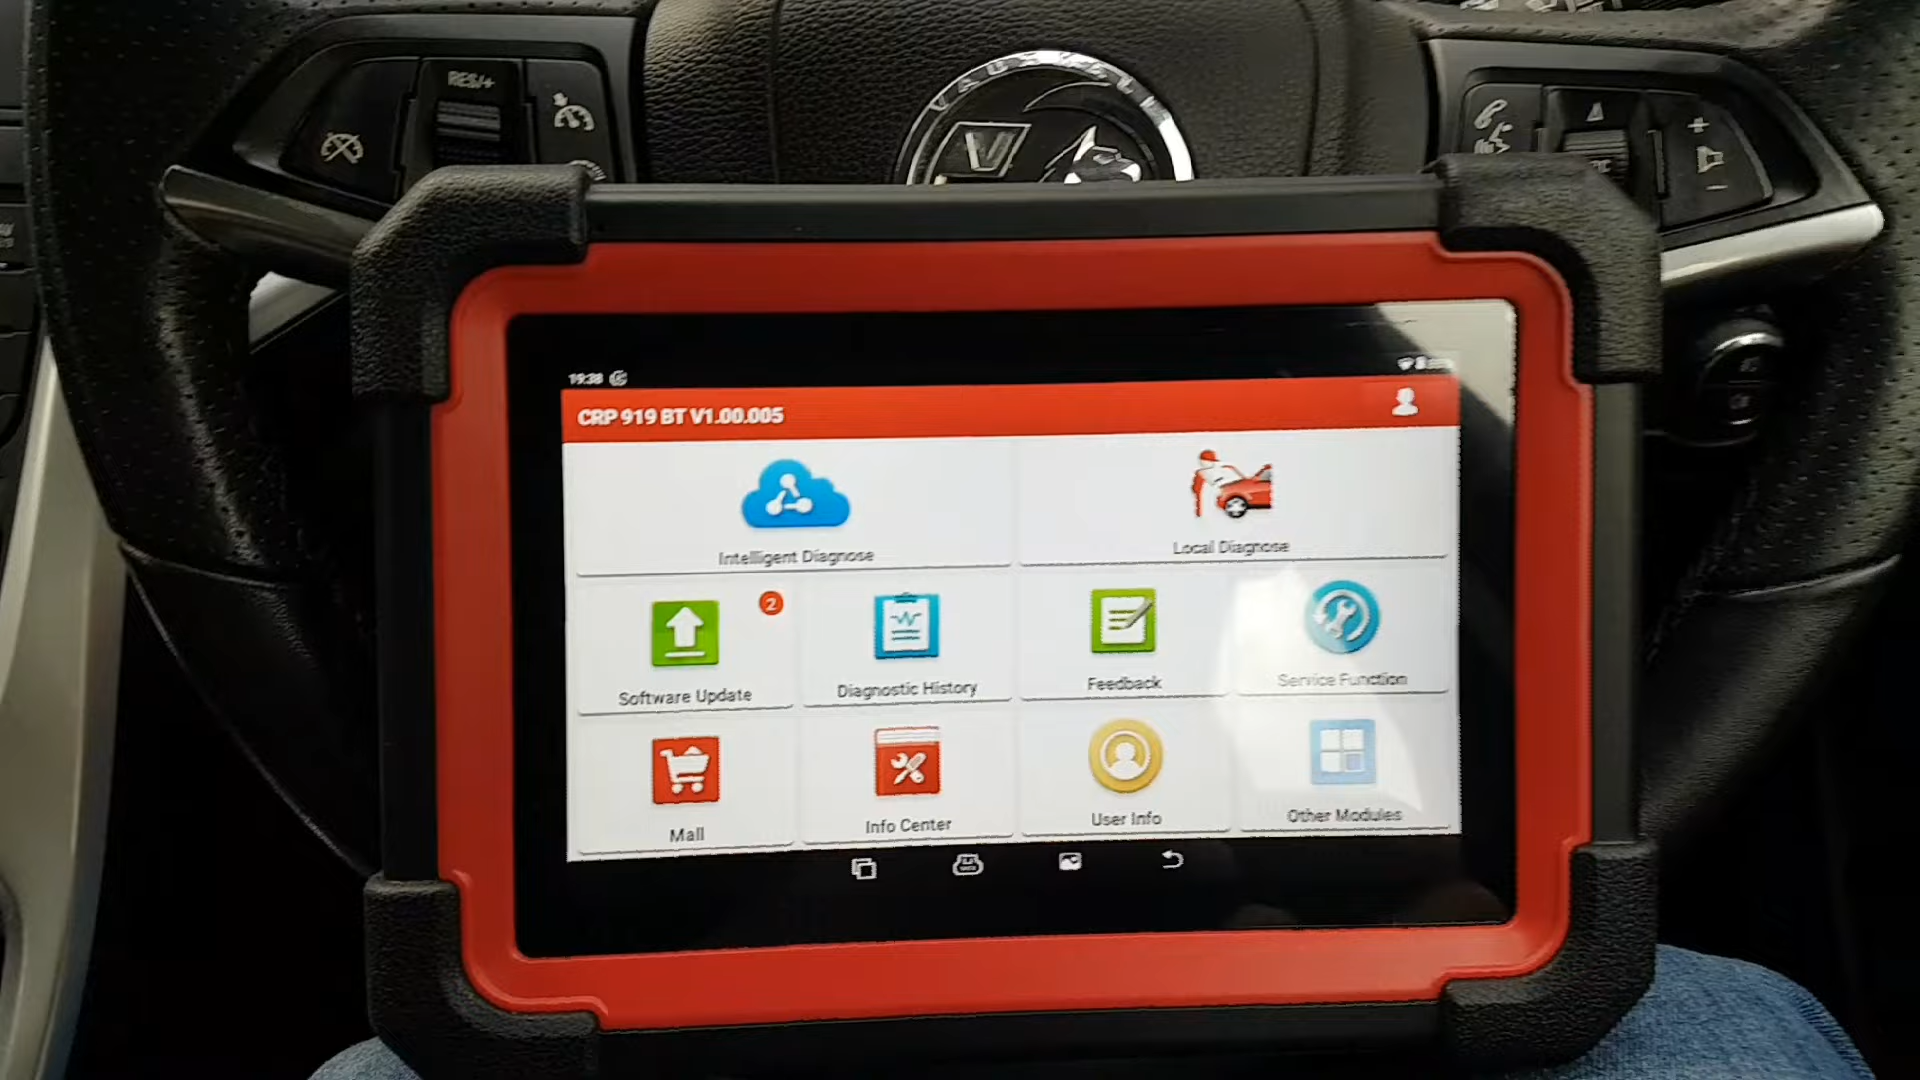 RES/+
VAUXHALL
V
19:38
CRP 919 BT V1.00.005
Intelligent Diagnose
Local Diagnose
2
Software Update
Diagnostic History
Feedback
Service Function
Mall
Info Center
User Info
Other Modules